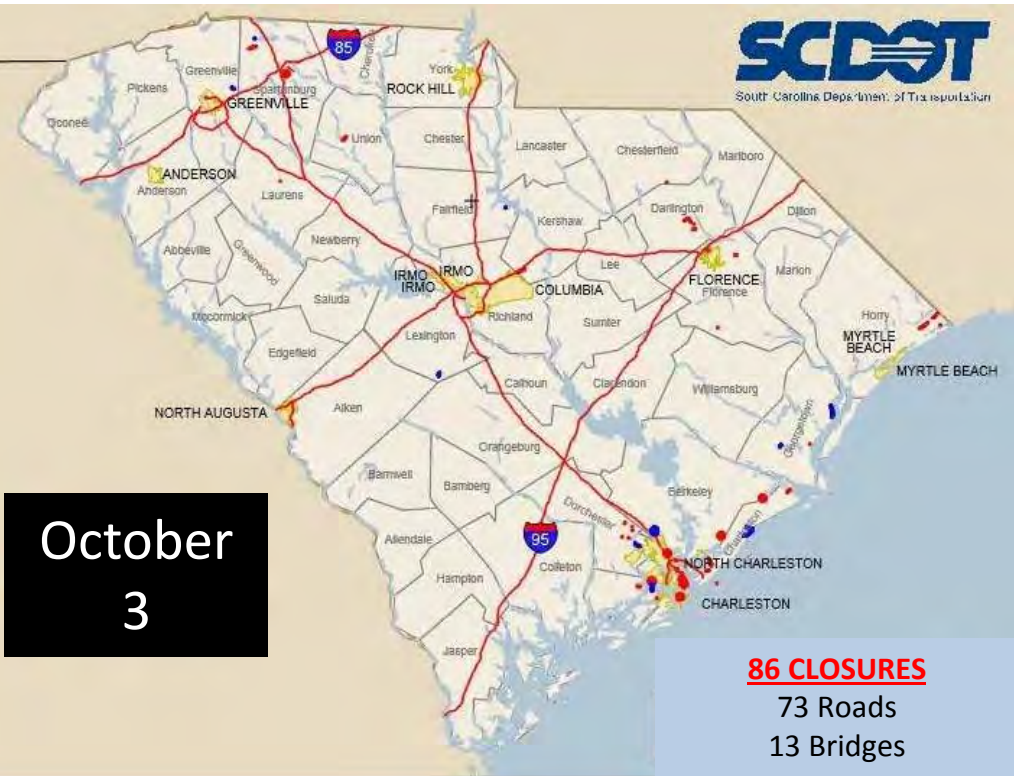 SCDOT
South Carolina Department of Transportation
85
Cherokee
Greenville
York
Pickens
Spartanburg
ROCK HILL
GREENVILLE
Oconee
Union
Chester
Lancaster
Chesterfield
Marlboro
ANDERSON
Anderson
Laurens
Fairfield
Darlington
Dillon
Kershaw
Newberry
Abbeville
Greenwood
Lee
Marion
IRMO
IRMO
IRMO
COLUMBIA
FLORENCE
Florence
Saluda
Mccormick
Richland
Sumter
Horry
MYRTLE
BEACH
Lexington
Edgefield
MYRTLE BEACH
Calhoun
Clarendon
Williamsburg
NORTH AUGUSTA
Aiken
Georgetown
Orangeburg
Barnwell
Bamberg
Berkeley
Dorchester
Charleston
October
3
95
Allendale
Colleton
NORTH CHARLESTON
Hampton
CHARLESTON
Jasper
86 CLOSURES
73 Roads
13 Bridges